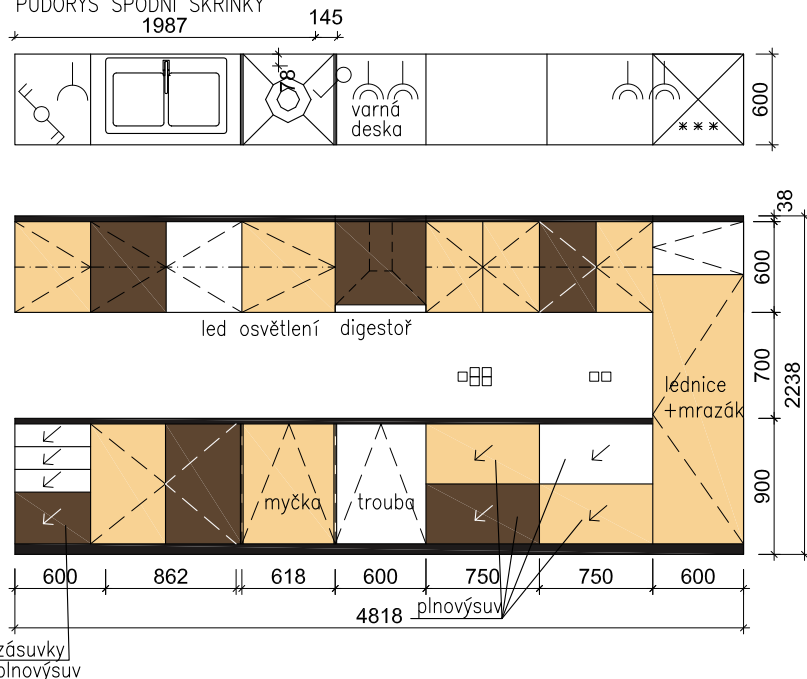 PŮDORYS SPODNÍ SKŘÍŇKY
1987
145
78
varná
deska
600
38
600
led osvětlení
digestoř
700
2238
lednice
+mrazák
myčka
trouba
900
600
862
618
600
750
750
600
4818
plnovýsuv
zásuvky
plnovýsuv